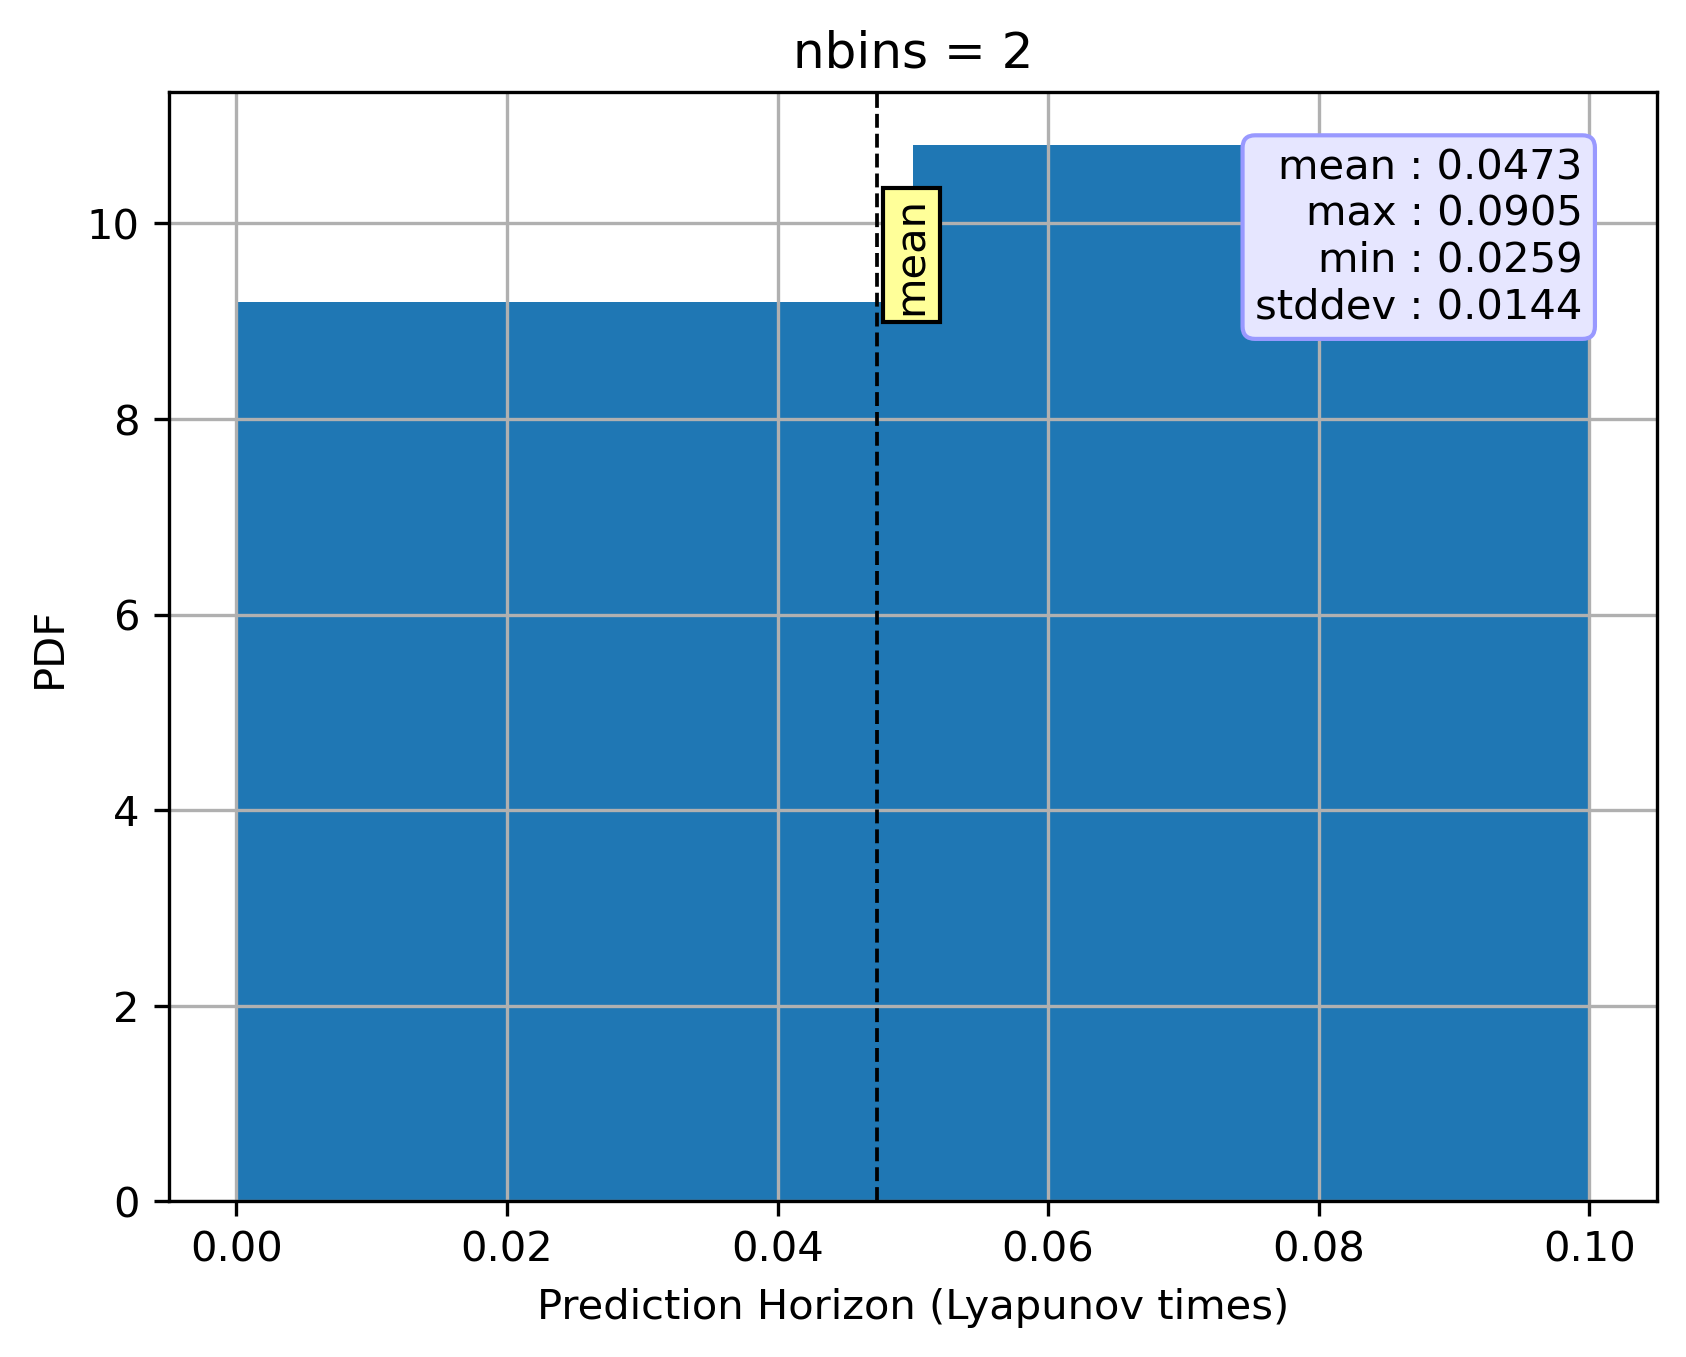 nbins = 2
mean : 0.0473
max : 0.0905
min : 0.0259
stddev : 0.0144
mean
10
8
6
4
2
0
PDF
0.00 0.02 0.04 0.06 0.08 0.10
Prediction Horizon (Lyapunov times)